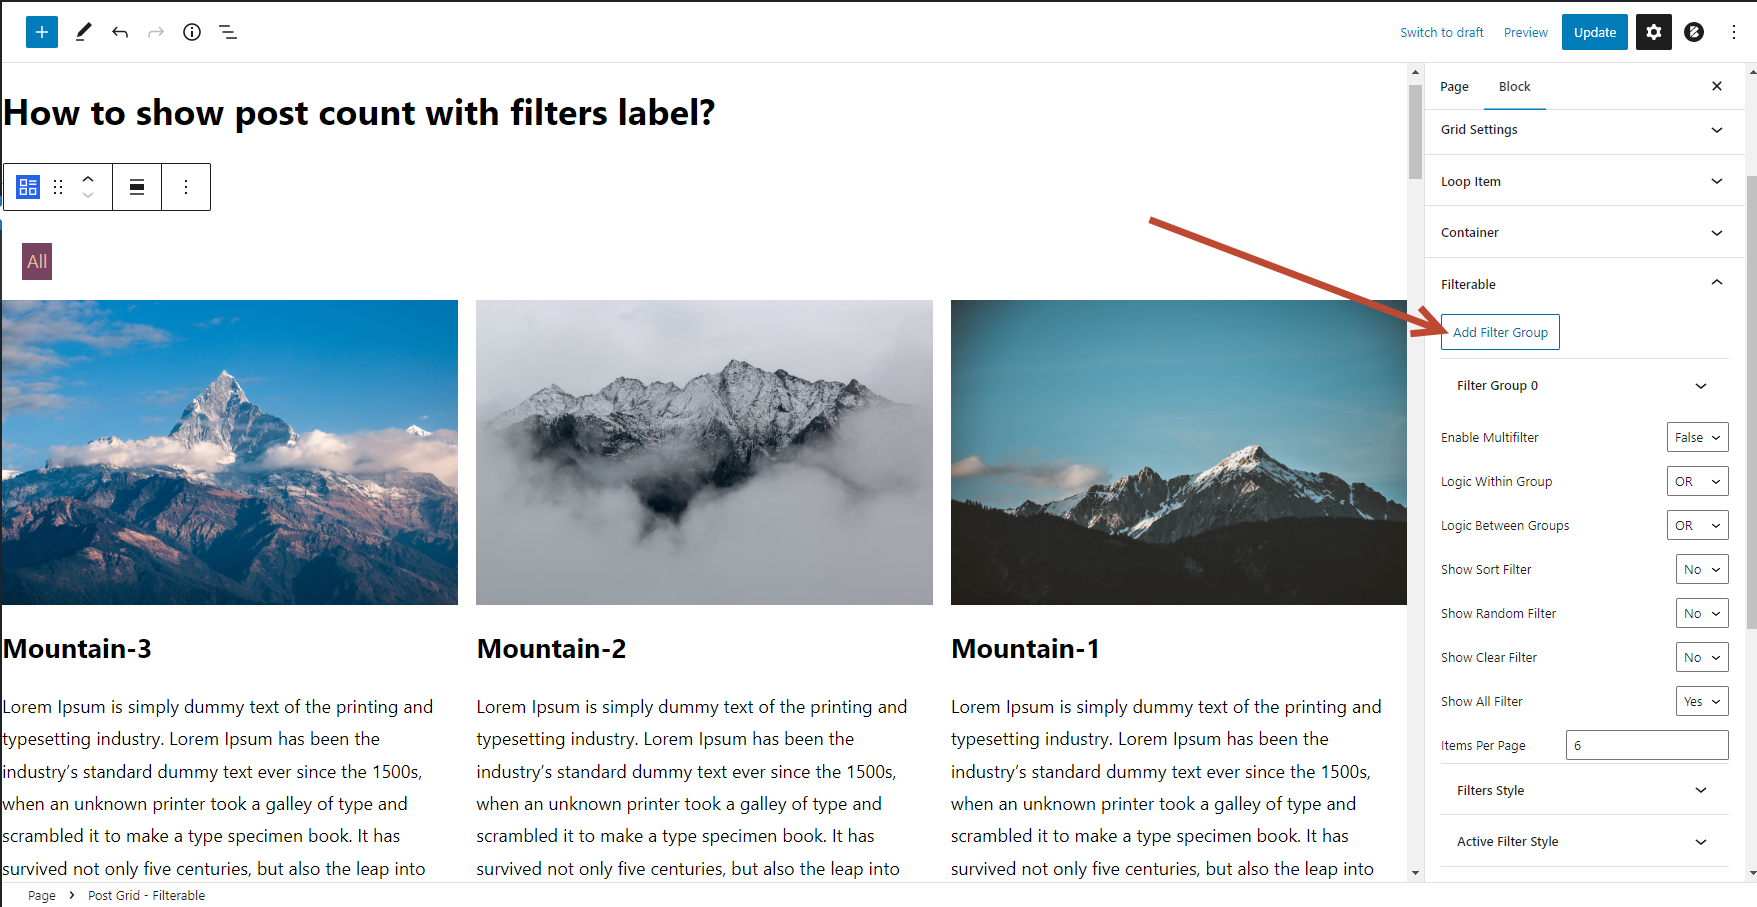 Switch to draft
Preview
Update
How to show post count with filters label?
All
Mountain-3
Lorem Ipsum is simply dummy text of the printing and
typesetting industry. Lorem Ipsum has been the
industry’s standard dummy text ever since the 1500s,
when an unknown printer took a galley of type and
scrambled it to make a type specimen book. It has
survived not only five centuries, but also the leap into
Mountain-2
Lorem Ipsum is simply dummy text of the printing and
typesetting industry. Lorem Ipsum has been the
industry’s standard dummy text ever since the 1500s,
when an unknown printer took a galley of type and
scrambled it to make a type specimen book. It has
survived not only five centuries, but also the leap into
Mountain-1
Lorem Ipsum is simply dummy text of the printing and
typesetting industry. Lorem Ipsum has been the
industry’s standard dummy text ever since the 1500s,
when an unknown printer took a galley of type and
scrambled it to make a type specimen book. It has
survived not only five centuries, but also the leap into
Page
Block
Grid Settings
Loop Item
Container
Filterable
Add Filter Group
Filter Group 0
Enable Multifilter False
Logic Within Group OR
Logic Between Groups OR
Show Sort Filter No
Show Random Filter No
Show Clear Filter No
Show All Filter Yes
Items Per Page 6
Filters Style
Active Filter Style
Page
Post Grid - Filterable